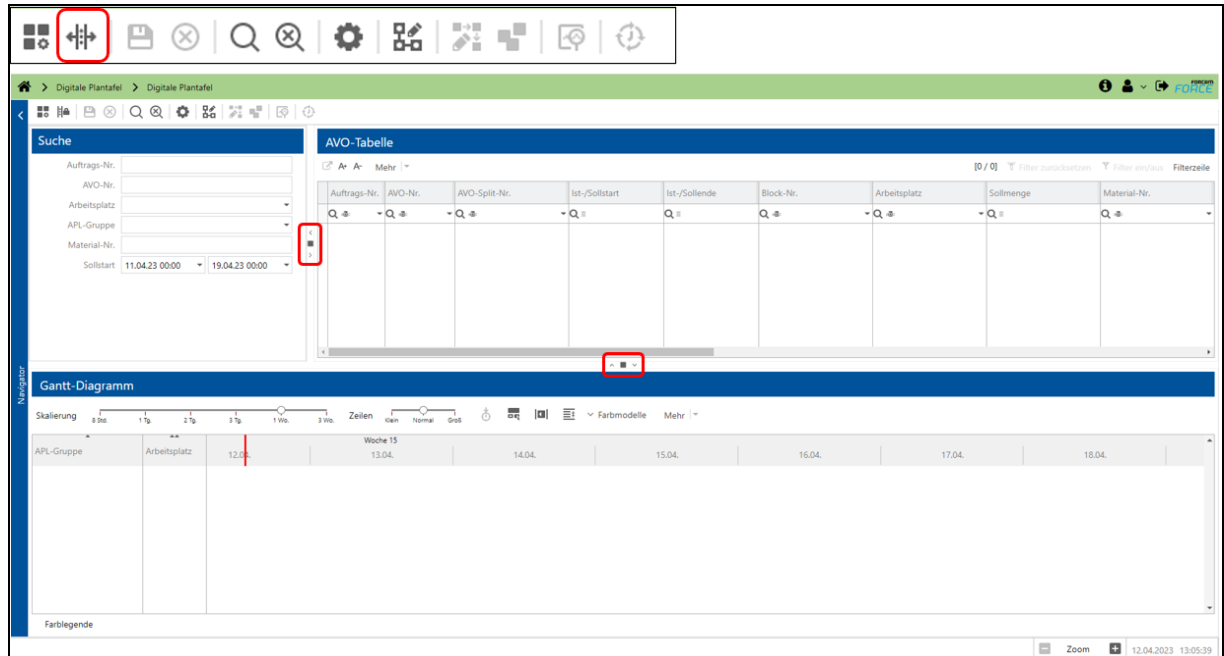 Digitale Plantafel > Digitale Plantafel
FORCAM
FORCE
Suche
AVO-Tabelle
Auftrags-Nr.
AVO-Nr.
Arbeitsplatz
APL-Gruppe
Material-Nr.
Sollstart 11.04.23 00:00 19.04.23 00:00
A+ A- Mehr
[0 / 0] Filter zurücksetzen Filter ein/aus Filterzeile
Auftrags-Nr. AVO-Nr. AVO-Split-Nr. Ist-/Sollstart Ist-/Sollende Block-Nr. Arbeitsplatz Sollmenge Material-Nr.
Navigator
Gantt-Diagramm
Skalierung 8 Std. 1 Tg. 2 Tg. 3 Tg. 1 Wo. 3 Wo. Zeilen Klein Normal Groß Farbmodelle Mehr
Woche 15
APL-Gruppe Arbeitsplatz 12.04. 13.04. 14.04. 15.04. 16.04. 17.04. 18.04.
Farblegende
Zoom 12.04.2023 13:05:39